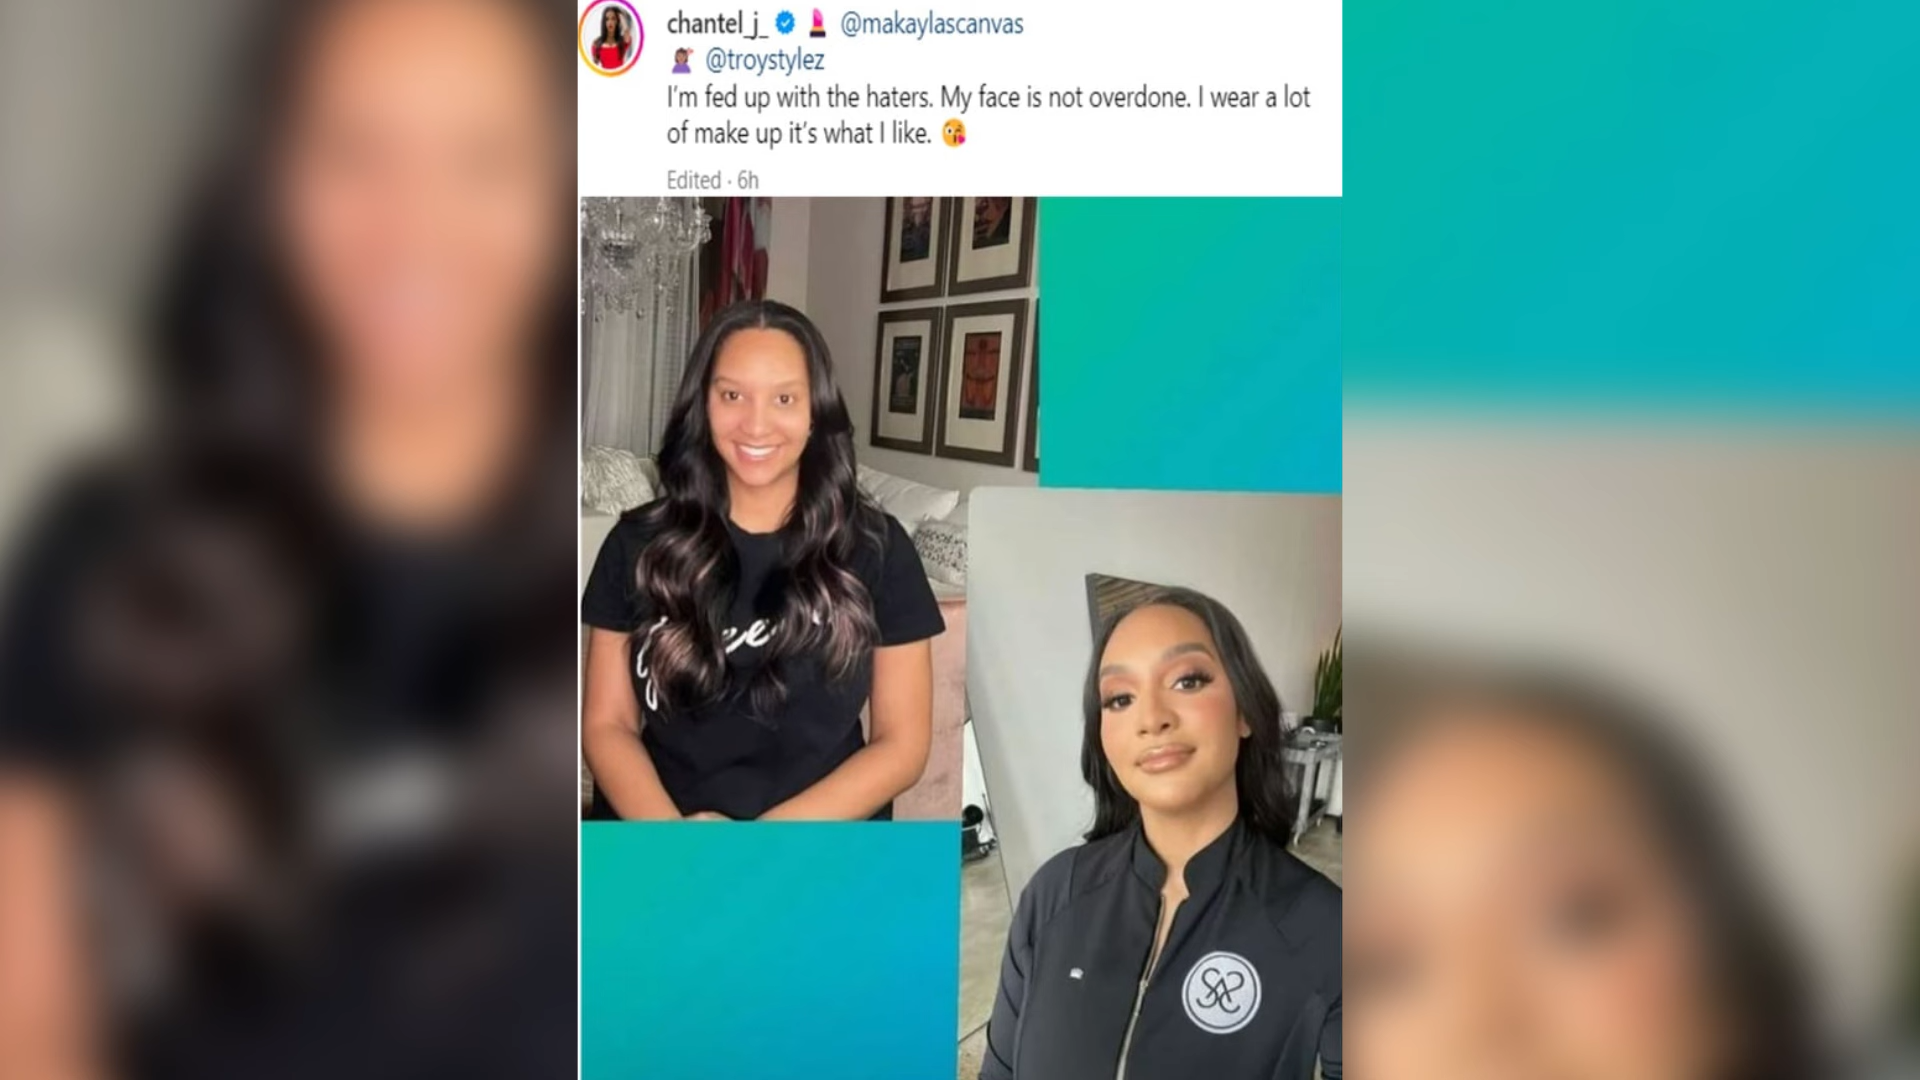 chantel_j_ @makaylascanvas
@troystylez
I'm fed up with the haters. My face is not overdone. I wear a lot
of make up it's what I like. 😘
Edited · 6h